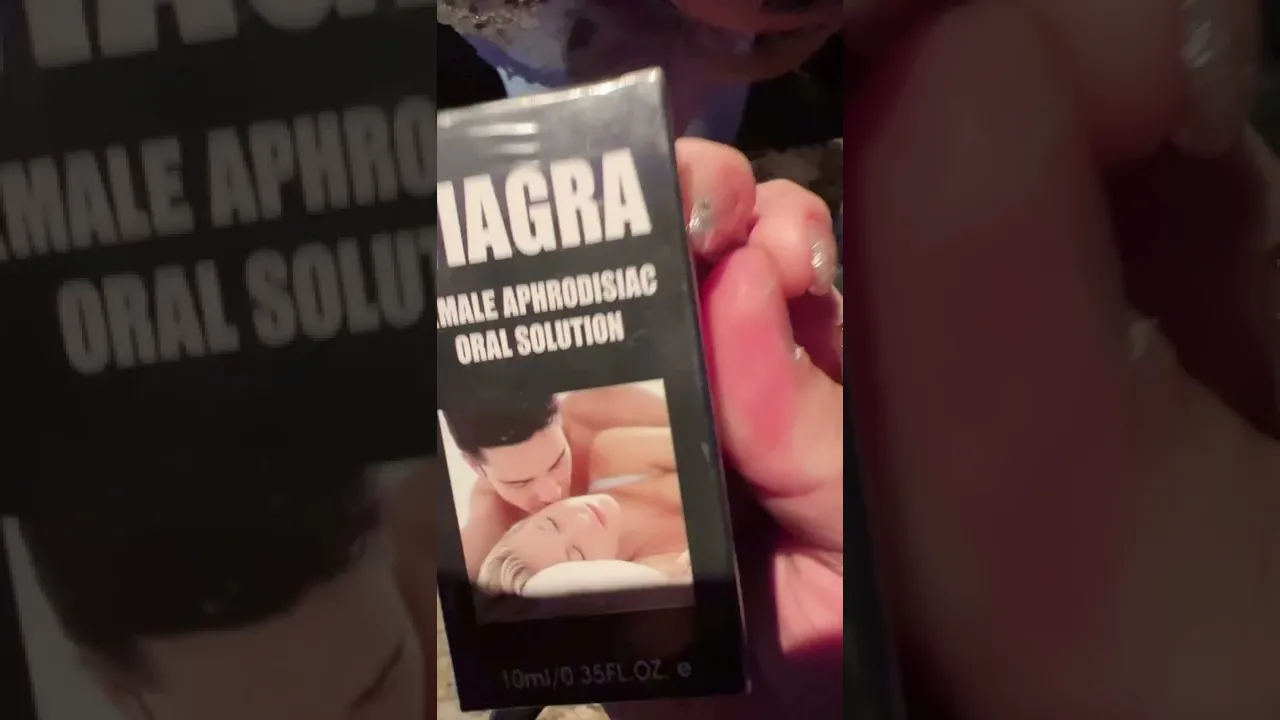 IAGRA
MALE APHRODISIAC
ORAL SOLUTION
10ml/0.35FL.OZ. e